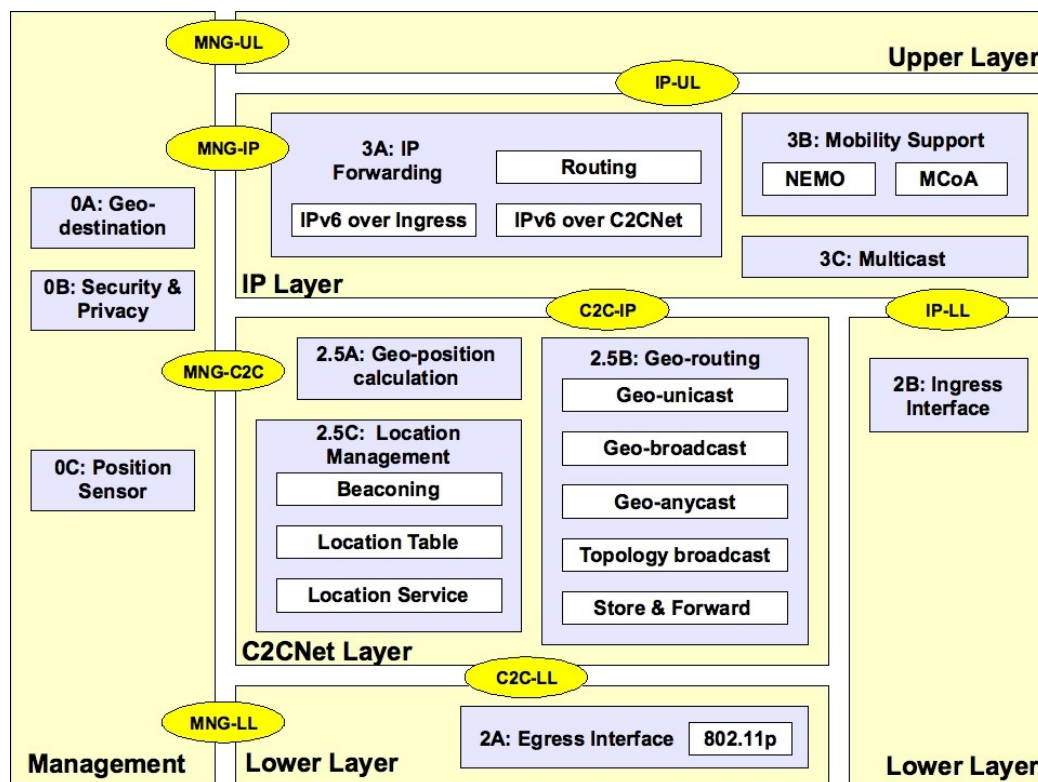 MNG-UL
Upper Layer
IP-UL
MNG-IP
3A: IP
Forwarding
Routing
IPv6 over Ingress
IPv6 over C2CNet
3B: Mobility Support
NEMO
MCoA
3C: Multicast
IP Layer
0A: Geo-
destination
0B: Security &
Privacy
0C: Position
Sensor
Management
C2C-IP
IP-LL
MNG-C2C
2.5A: Geo-position
calculation
2.5C: Location
Management
Beaconing
Location Table
Location Service
2.5B: Geo-routing
Geo-unicast
Geo-broadcast
Geo-anycast
Topology broadcast
Store & Forward
C2CNet Layer
2B: Ingress
Interface
C2C-LL
MNG-LL
2A: Egress Interface
802.11p
Lower Layer
Lower Layer